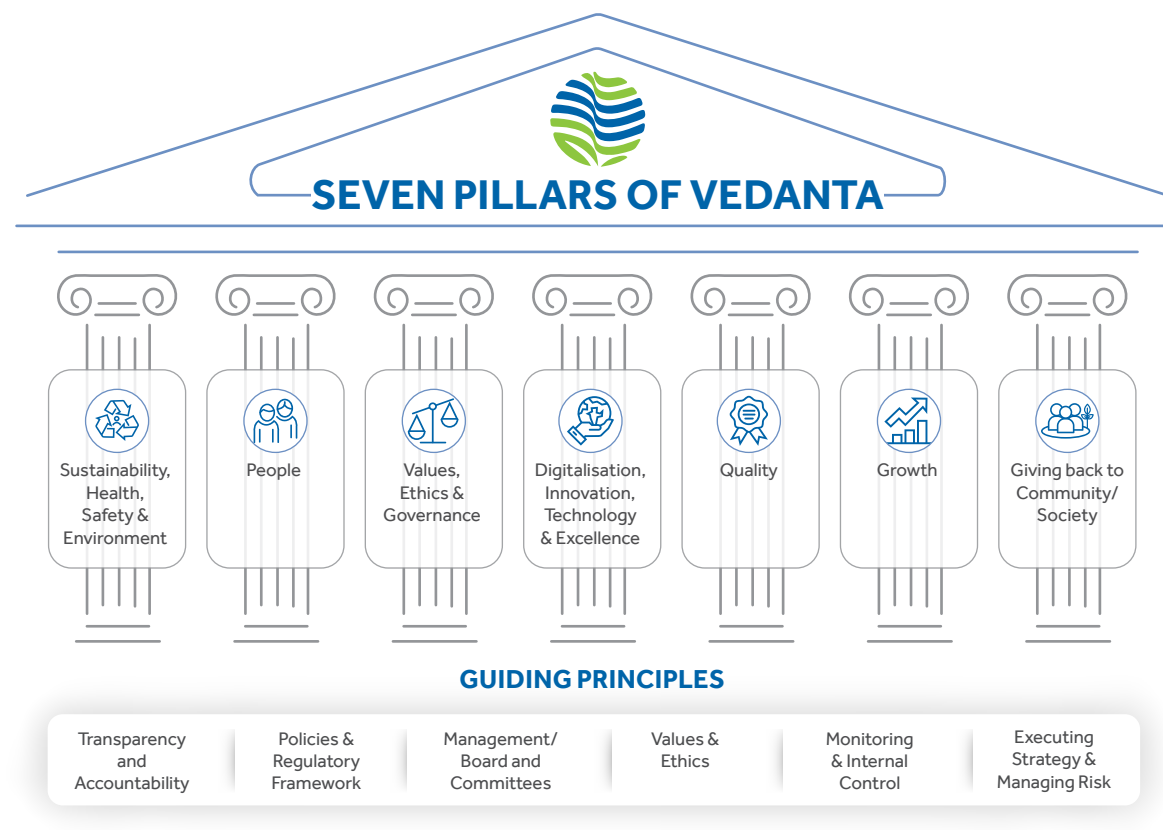 SEVEN PILLARS OF VEDANTA
Sustainability,
Health,
Safety &
Environment
People
Values,
Ethics &
Governance
Digitalisation,
Innovation,
Technology
& Excellence
Quality
Growth
Giving back to
Community/
Society
GUIDING PRINCIPLES
Transparency
and
Accountability
Policies &
Regulatory
Framework
Management/
Board and
Committees
Values &
Ethics
Monitoring
& Internal
Control
Executing
Strategy &
Managing Risk